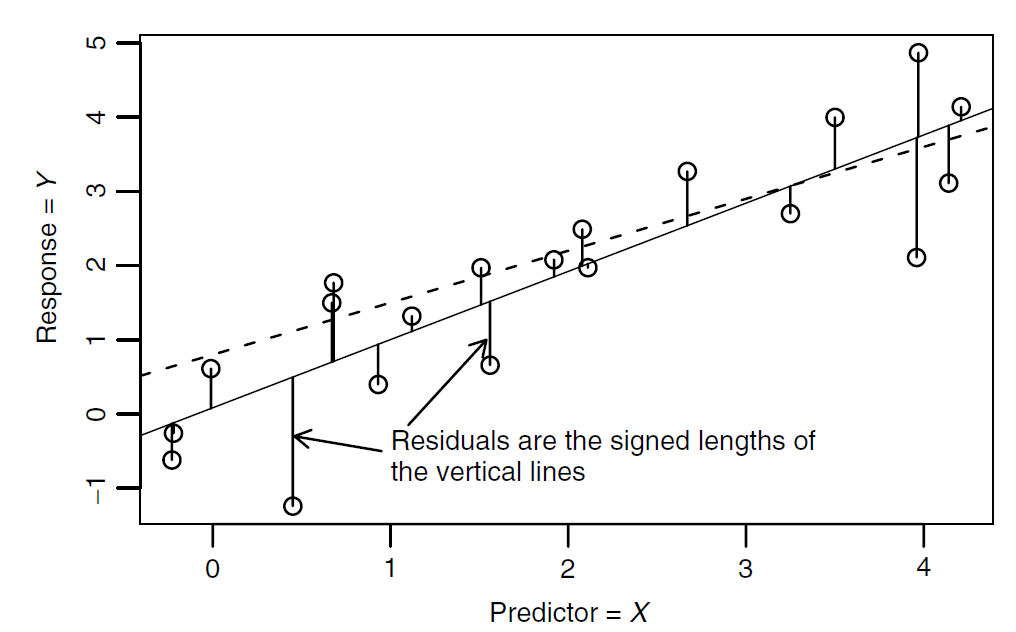 Response = Y
5
4
3
2
1
0
−1
Residuals are the signed lengths of
the vertical lines
0 1 2 3 4
Predictor = X